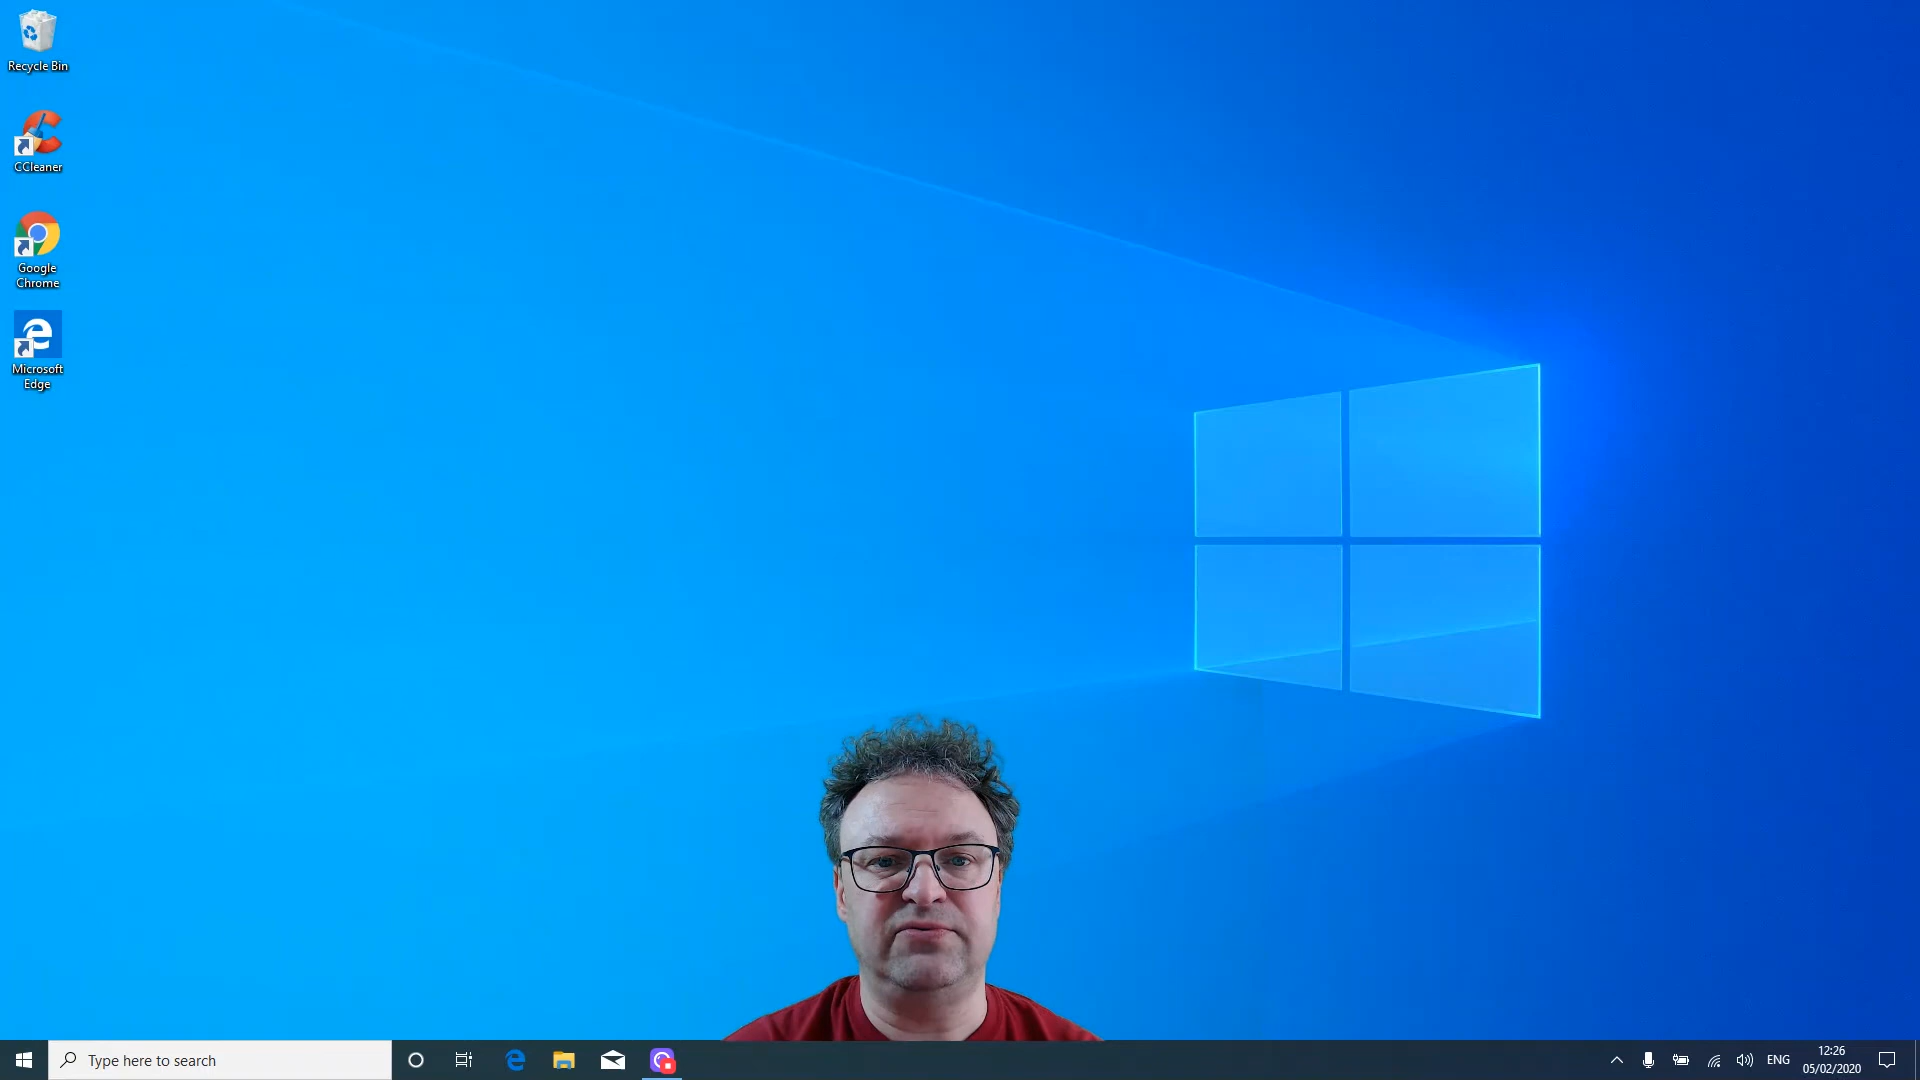 Recycle Bin
CCleaner
Google
Chrome
Microsoft
Edge
Type here to search
ENG
12:26
05/02/2020